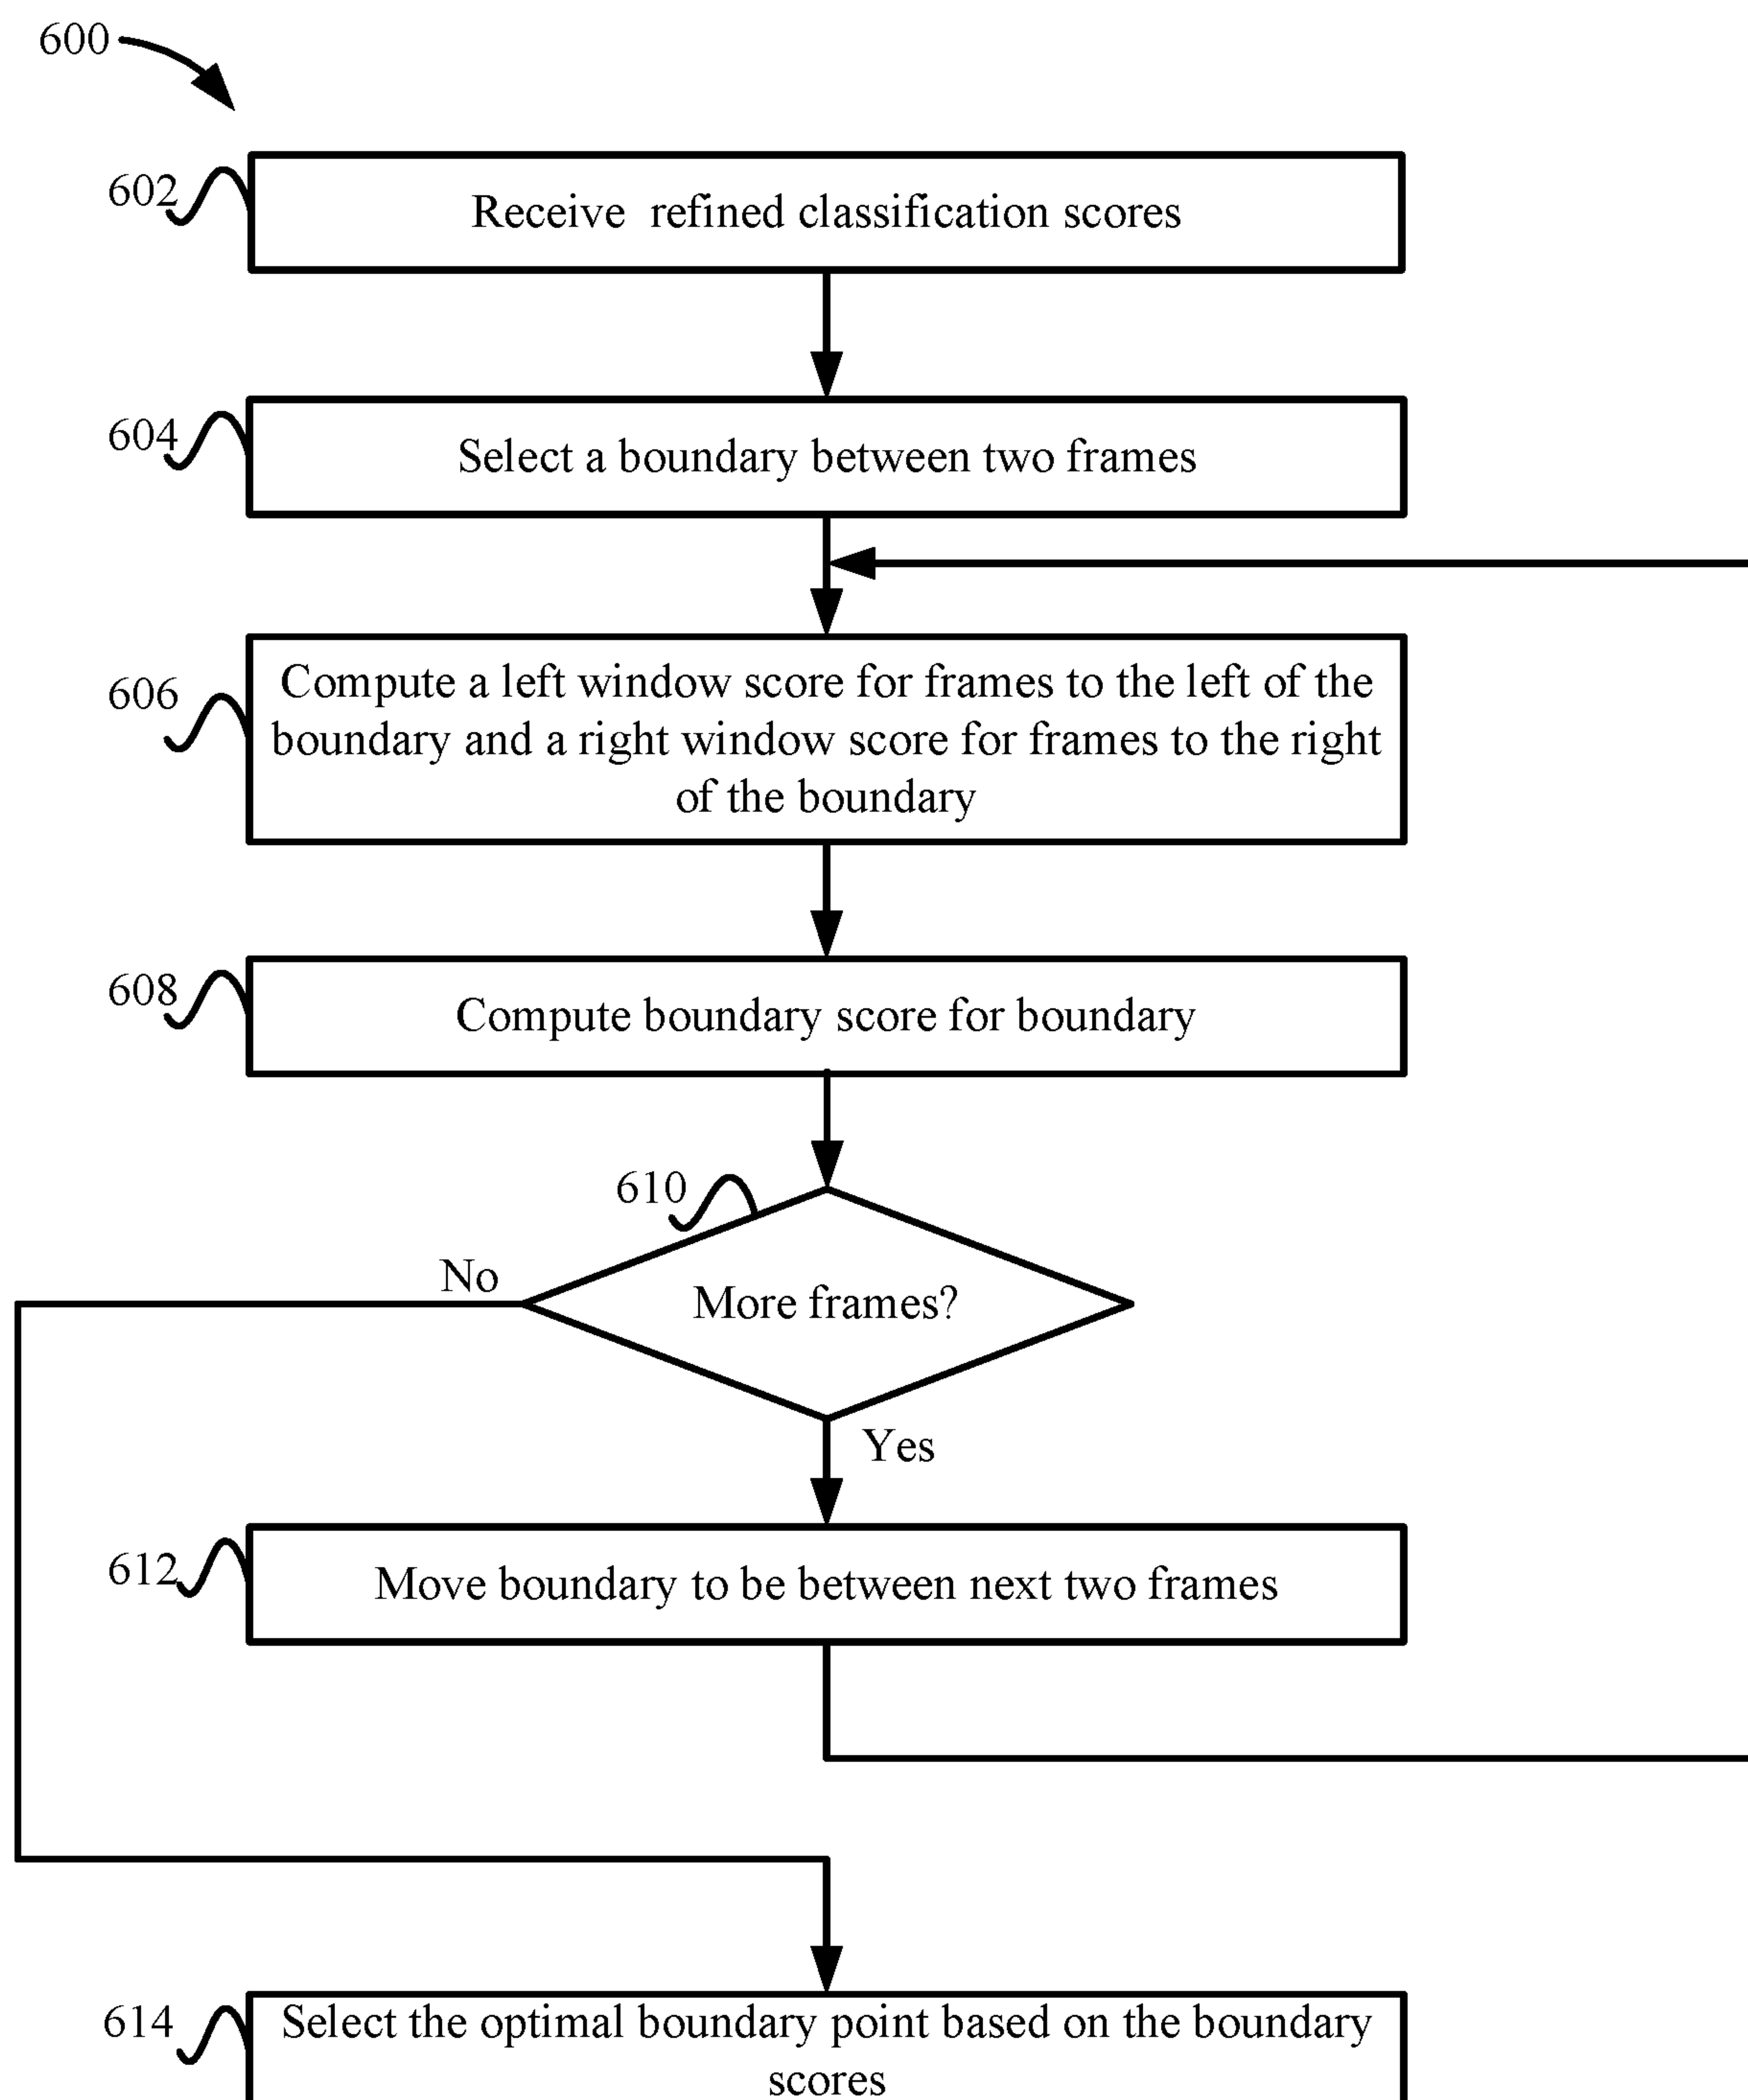 600
602
Receive refined classification scores
604
Select a boundary between two frames
606
Compute a left window score for frames to the left of the
boundary and a right window score for frames to the right
of the boundary
608
Compute boundary score for boundary
610
No
More frames?
Yes
612
Move boundary to be between next two frames
614
Select the optimal boundary point based on the boundary
scores